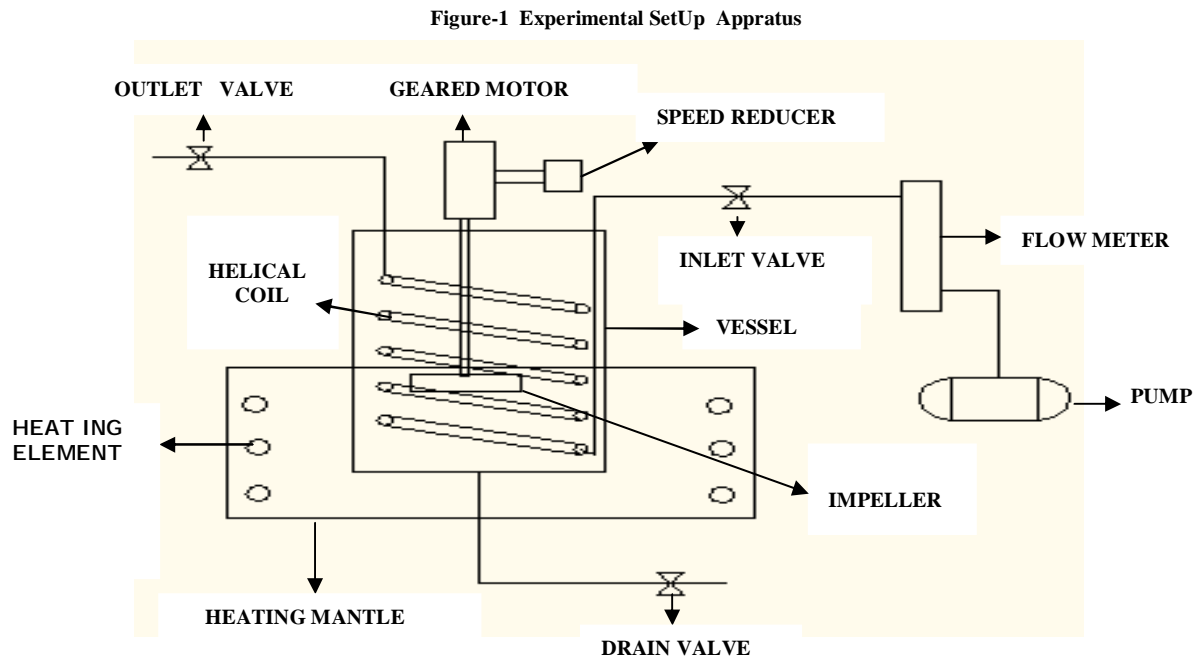 Figure-1 Experimental SetUp Appratus
OUTLET VALVE
GEARED MOTOR
SPEED REDUCER
HELICAL
COIL
INLET VALVE
FLOW METER
VESSEL
PUMP
HEAT ING
ELEMENT
IMPELLER
HEATING MANTLE
DRAIN VALVE